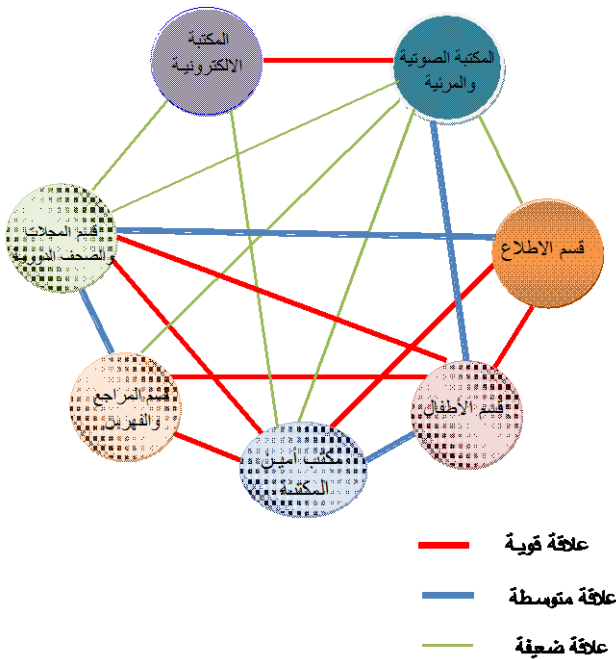 المكتبة
الالكترونية
المكتبة الصوتية
والمرئية
قسم المجلات
والصحف الدورية
قسم الاطلاع
قسم المراجع
والفهرس
قسم الأطفال
مكتب أمين
المكتبة
علاقة قوية
علاقة متوسطة
علاقة ضعيفة